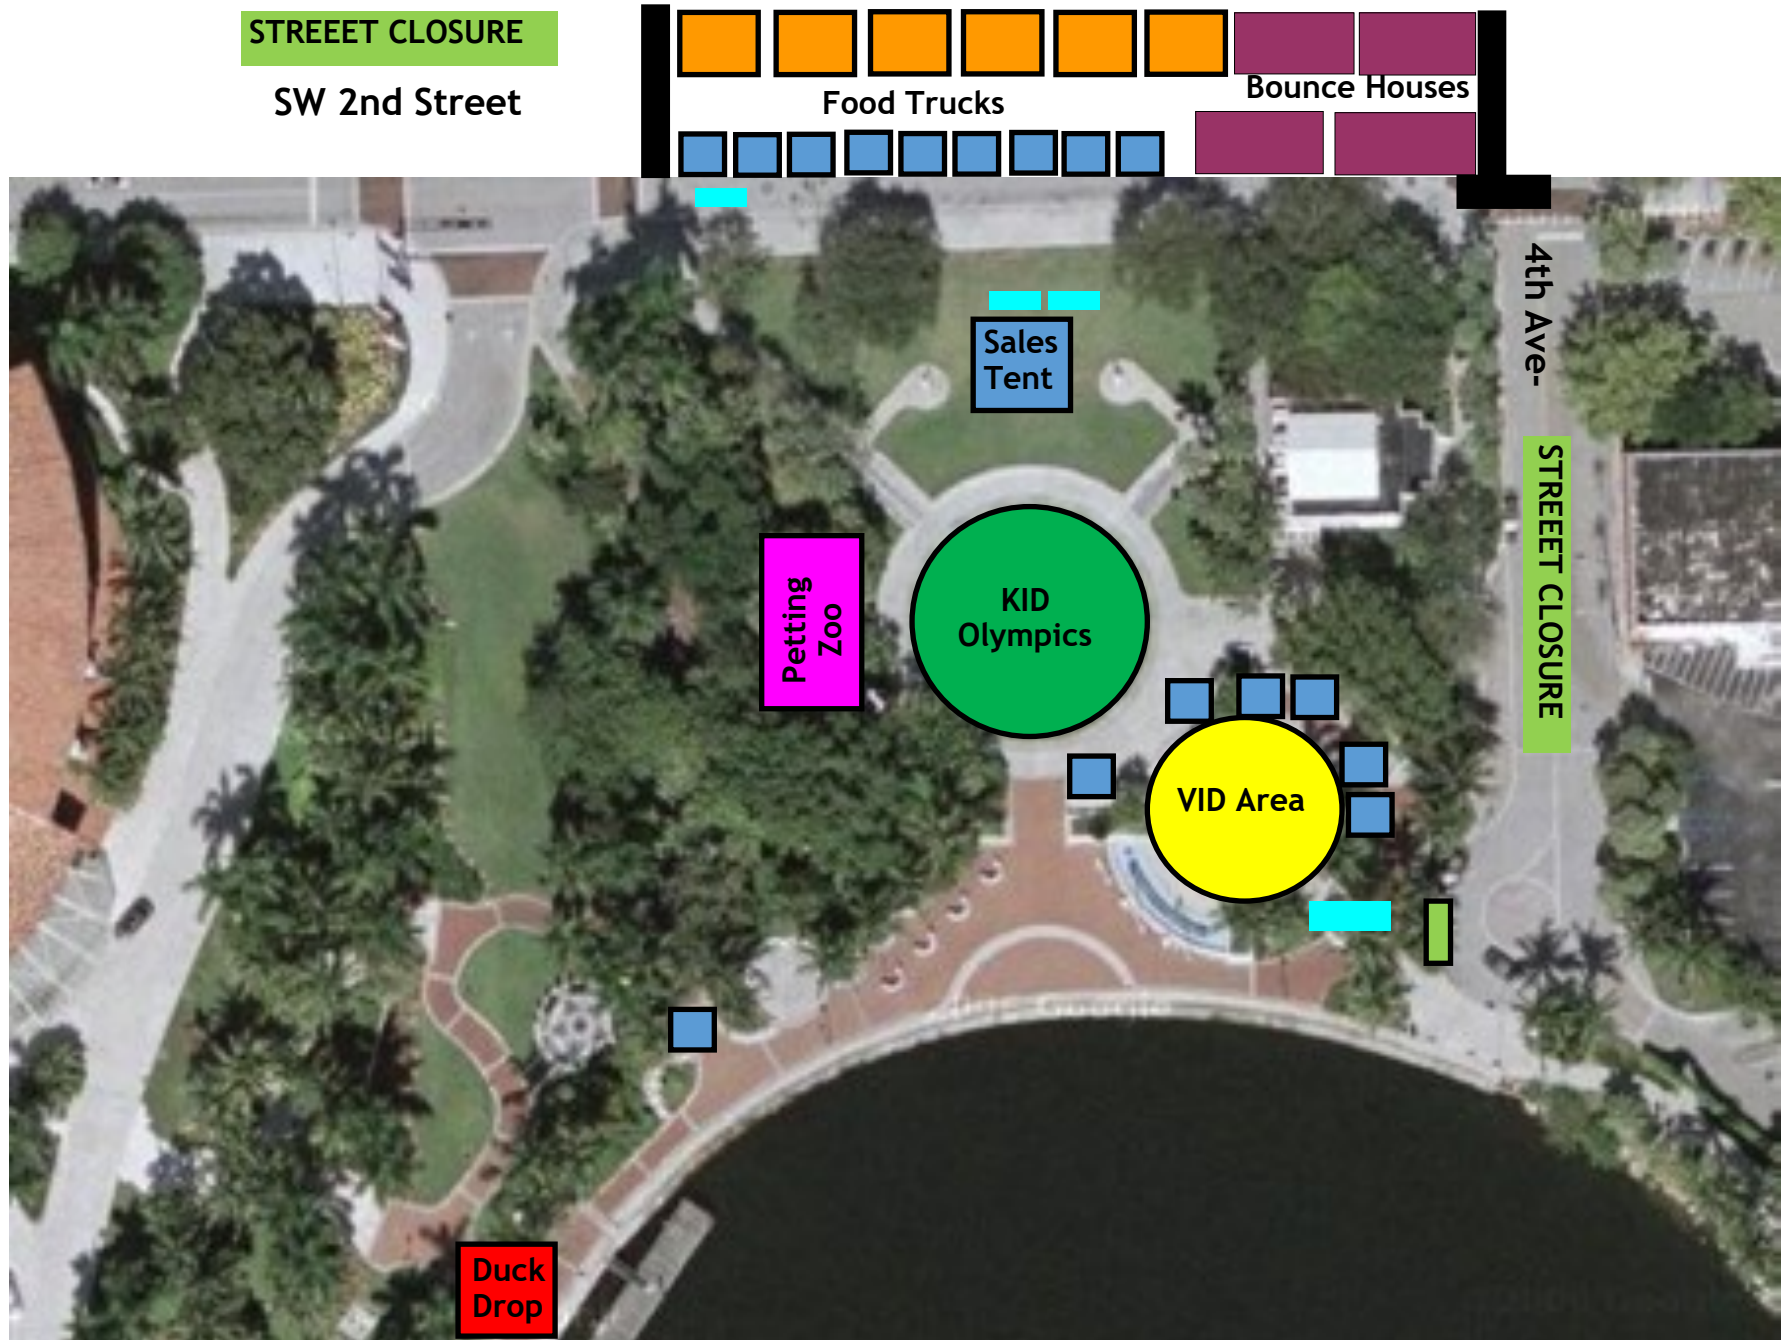 STREEET CLOSURE
SW 2nd Street
Food Trucks
Bounce Houses
4th Ave-
Sales
Tent
STREEET CLOSURE
Petting
Zoo
KID
Olympics
VID Area
Duck
Drop